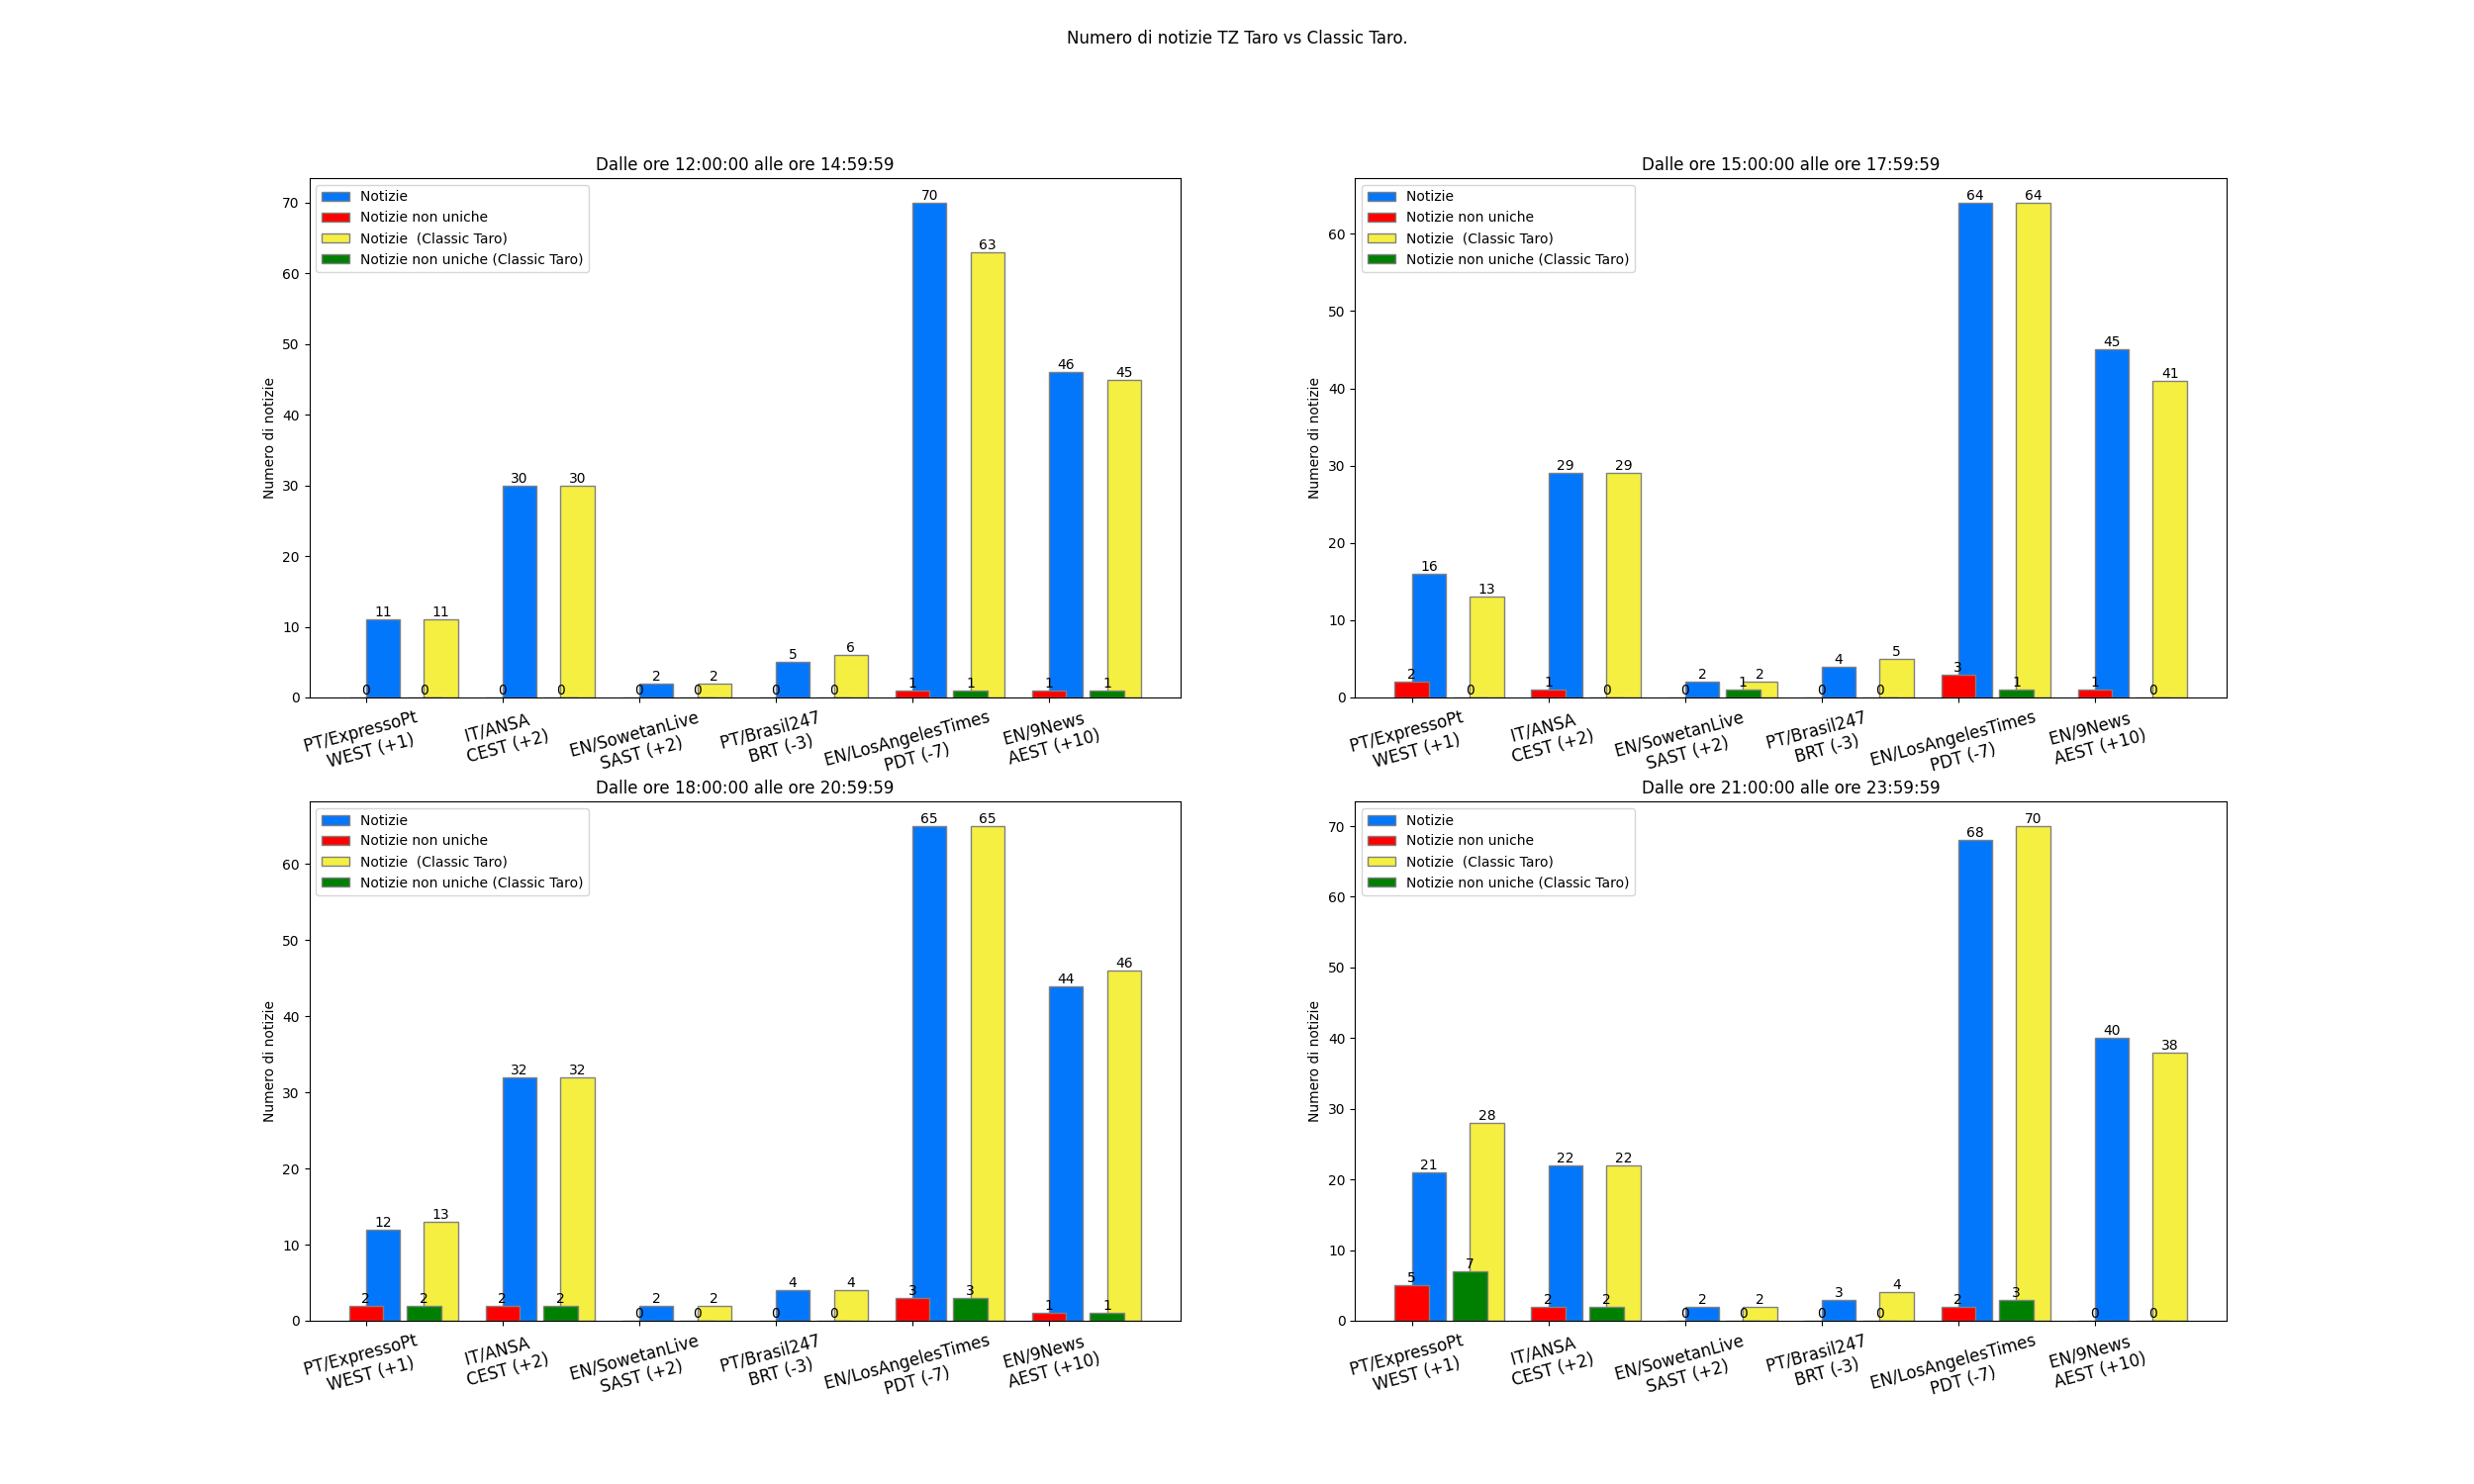 Numero di notizie TZ Taro vs Classic Taro.
Dalle ore 12:00:00 alle ore 14:59:59
Numero di notizie
70
60
50
40
30
20
10
0
Notizie
Notizie non uniche
Notizie  (Classic Taro)
Notizie non uniche (Classic Taro)
0 11 0 11
0 30 0 30
0 2 0 2
0 5 0 6
1 70 1 63
1 46 1 45
PT/ExpressoPt
WEST (+1)
IT/ANSA
CEST (+2)
EN/SowetanLive
SAST (+2)
PT/Brasil247
BRT (-3)
EN/LosAngelesTimes
PDT (-7)
EN/9News
AEST (+10)
Dalle ore 15:00:00 alle ore 17:59:59
Numero di notizie
60
50
40
30
20
10
0
Notizie
Notizie non uniche
Notizie  (Classic Taro)
Notizie non uniche (Classic Taro)
2 16 0 13
1 29 0 29
0 2 1 2
0 4 0 5
3 64 1 64
1 45 0 41
PT/ExpressoPt
WEST (+1)
IT/ANSA
CEST (+2)
EN/SowetanLive
SAST (+2)
PT/Brasil247
BRT (-3)
EN/LosAngelesTimes
PDT (-7)
EN/9News
AEST (+10)
Dalle ore 18:00:00 alle ore 20:59:59
Numero di notizie
60
50
40
30
20
10
0
Notizie
Notizie non uniche
Notizie  (Classic Taro)
Notizie non uniche (Classic Taro)
2 12 2 13
2 32 2 32
0 2 0 2
0 4 0 4
3 65 3 65
1 44 1 46
PT/ExpressoPt
WEST (+1)
IT/ANSA
CEST (+2)
EN/SowetanLive
SAST (+2)
PT/Brasil247
BRT (-3)
EN/LosAngelesTimes
PDT (-7)
EN/9News
AEST (+10)
Dalle ore 21:00:00 alle ore 23:59:59
Numero di notizie
70
60
50
40
30
20
10
0
Notizie
Notizie non uniche
Notizie  (Classic Taro)
Notizie non uniche (Classic Taro)
5 21 7 28
2 22 2 22
0 2 0 2
0 3 0 4
2 68 3 70
0 40 0 38
PT/ExpressoPt
WEST (+1)
IT/ANSA
CEST (+2)
EN/SowetanLive
SAST (+2)
PT/Brasil247
BRT (-3)
EN/LosAngelesTimes
PDT (-7)
EN/9News
AEST (+10)